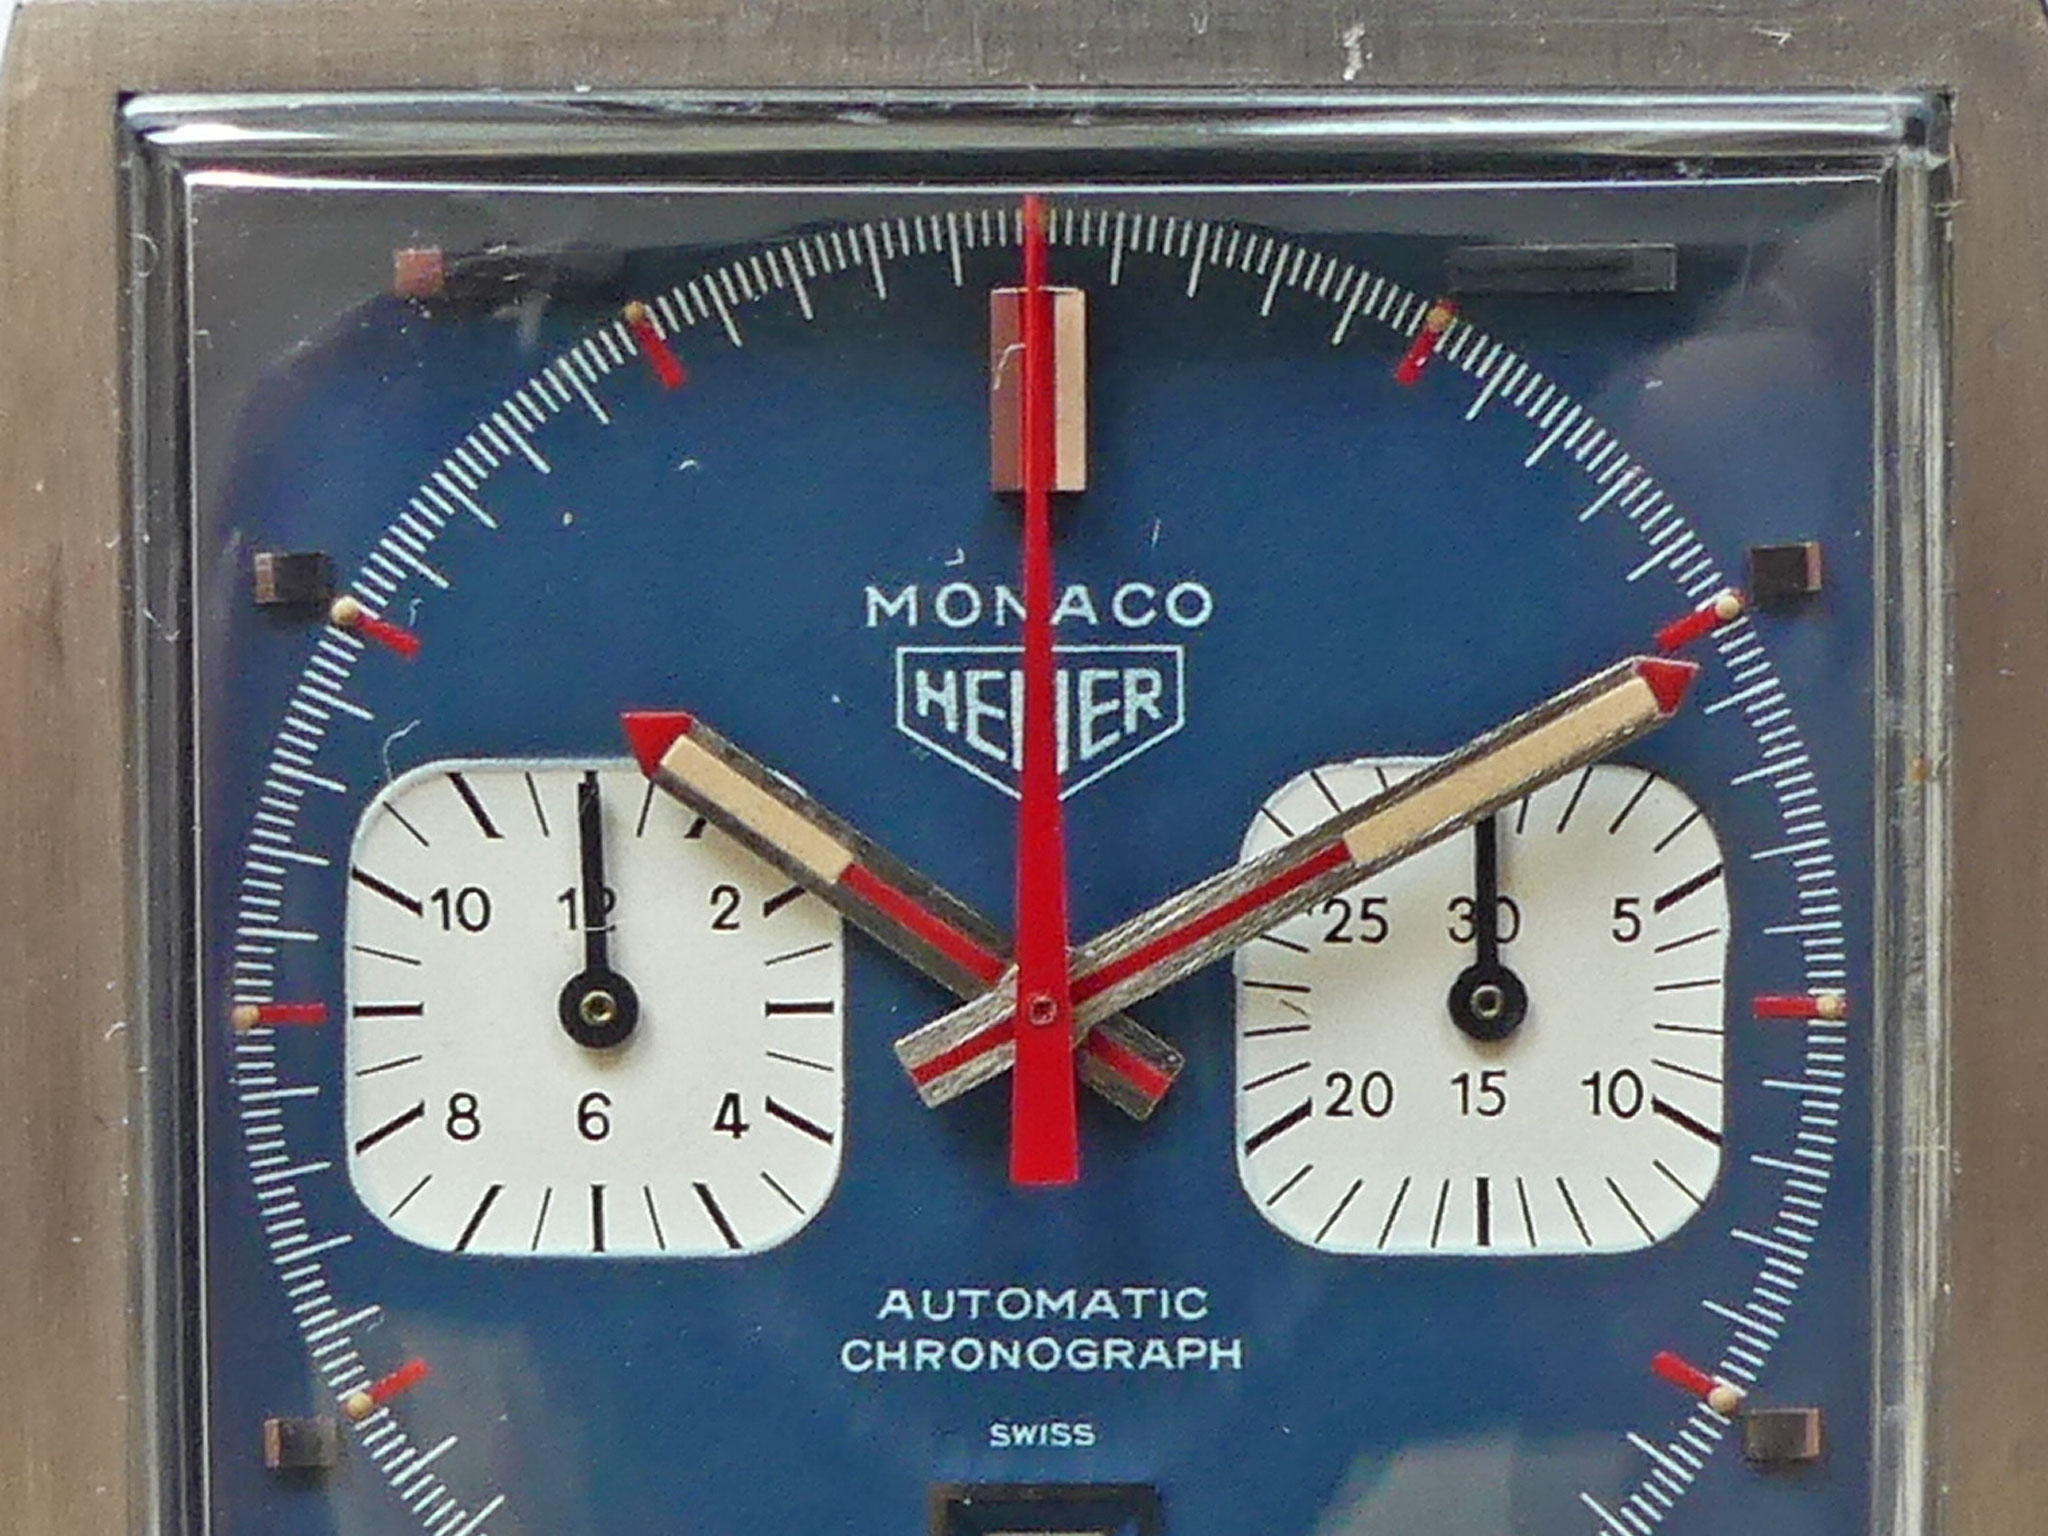 MONACO
HEUER
10 12 2
8 6 4
25 30 5
20 15 10
AUTOMATIC
CHRONOGRAPH
SWISS